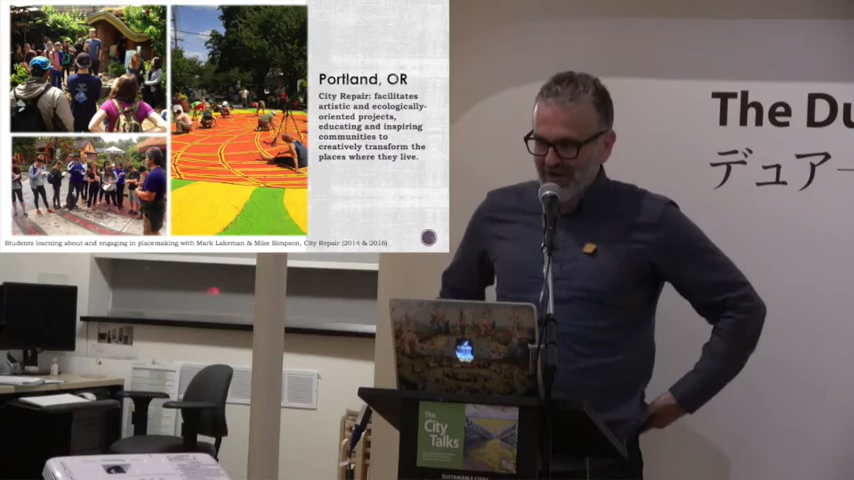 Portland, OR
City Repair: facilitates
artistic and ecologically-
oriented projects,
educating and inspiring
communities to
creatively transform the
places where they live.
Students learning about and engaging in placemaking with Mark Lakeman & Mike Simpson, City Repair (2014 & 2016)
The Du
デュアー
The
City
Talks